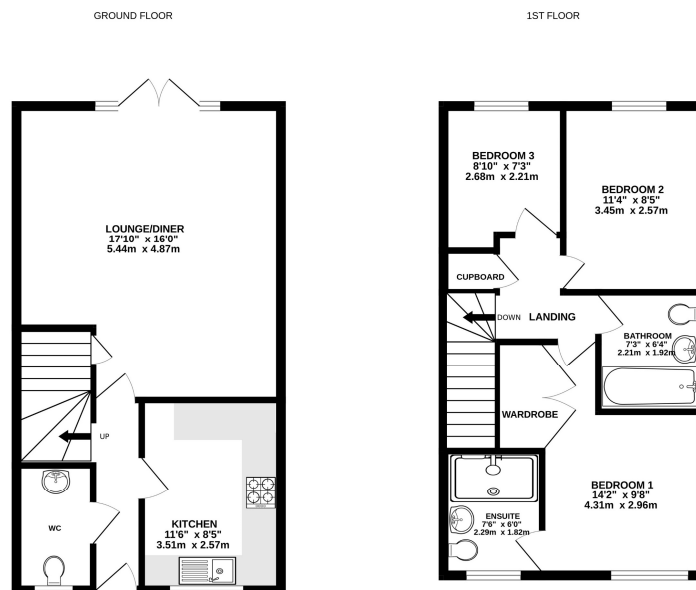 GROUND FLOOR
1ST FLOOR
LOUNGE/DINER
17'10" x 16'0"
5.44m x 4.87m
UP
WC
KITCHEN
11'6" x 8'5"
3.51m x 2.57m
BEDROOM 3
8'10" x 7'3"
2.68m x 2.21m
BEDROOM 2
11'4" x 8'5"
3.45m x 2.57m
CUPBOARD
DOWN
LANDING
BATHROOM
7'3" x 6'4"
2.21m x 1.92m
WARDROBE
BEDROOM 1
14'2" x 9'8"
4.31m x 2.96m
ENSUITE
7'6" x 6'0"
2.29m x 1.82m